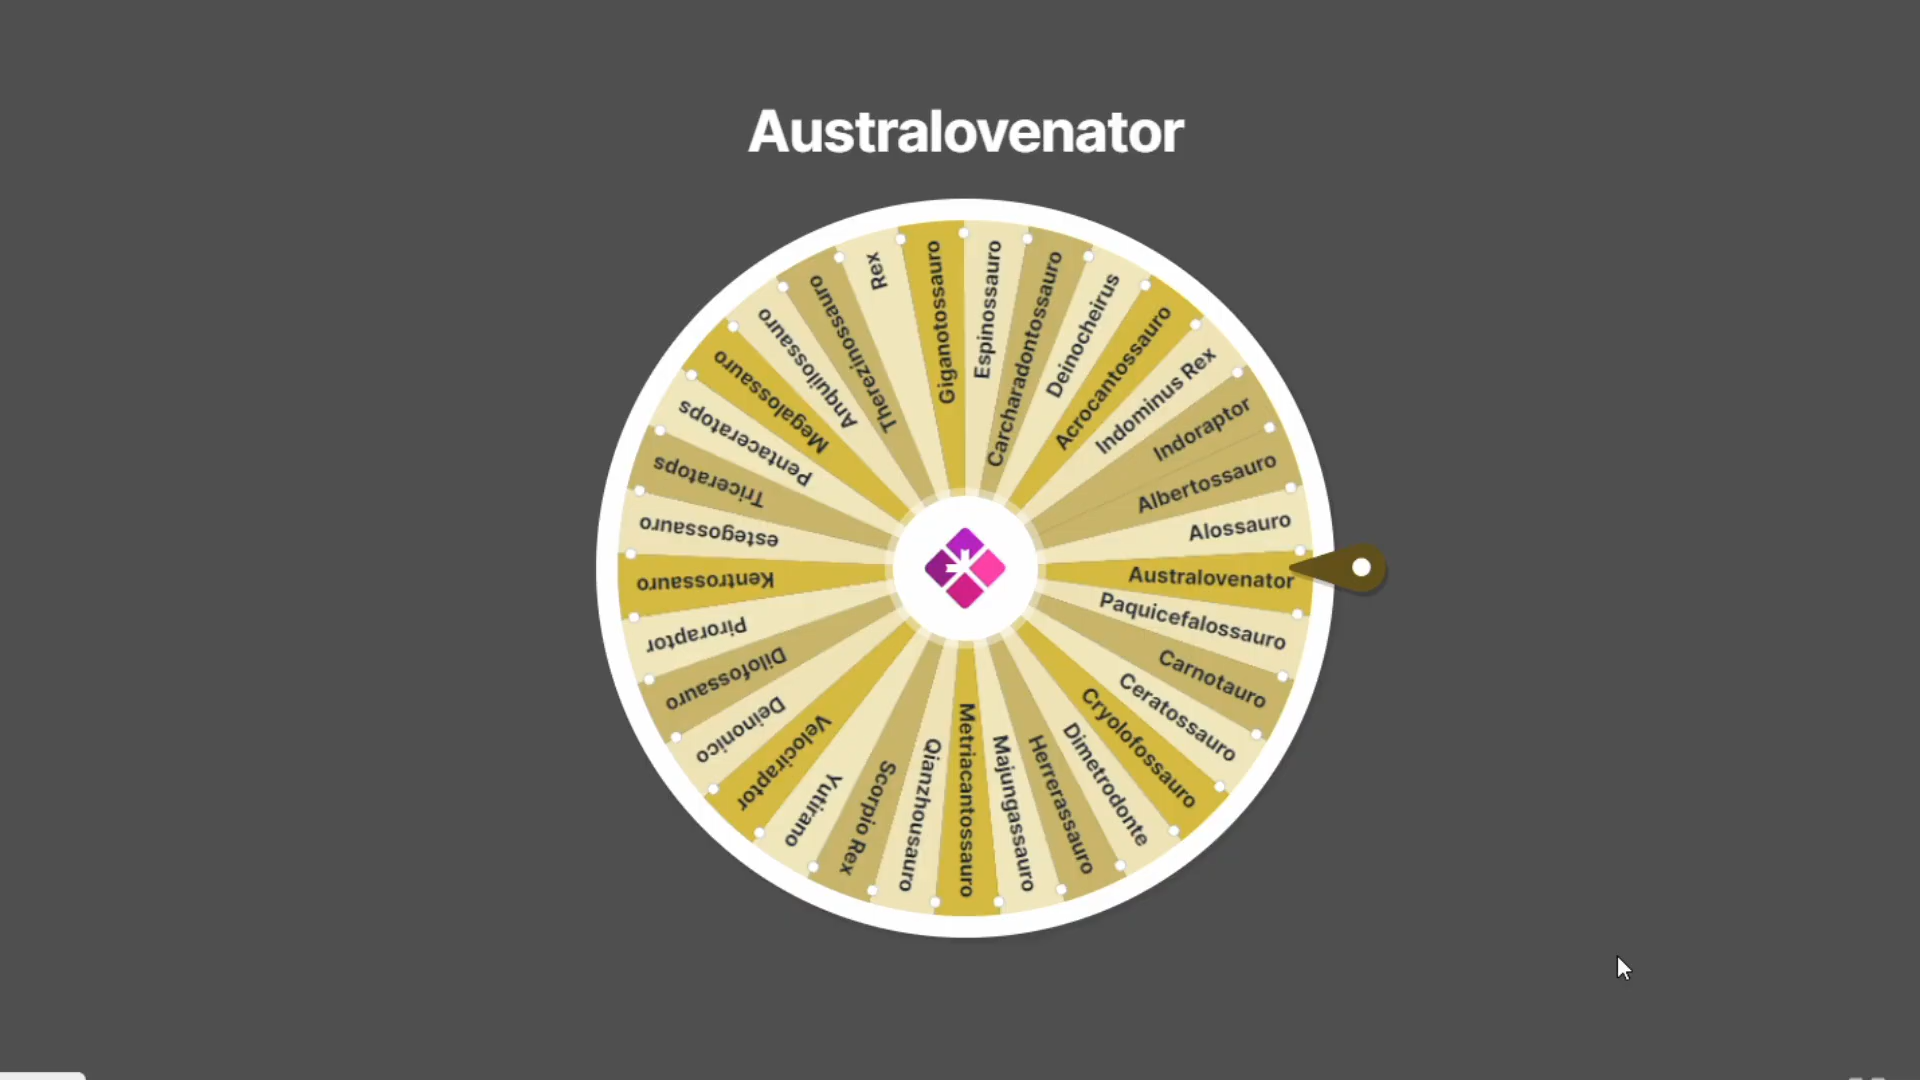 Australovenator
Rex
Giganotossauro
Espinossauro
Carcharadontossauro
Deinocheirus
Acrocantossauro
Indominus Rex
Indoraptor
Albertossauro
Alossauro
Australovenator
Paquicefalossauro
Carnotauro
Ceratossauro
Cryolofossauro
Dimetrodonte
Herrerassauro
Majungassauro
Metriacantossauro
Qianzhousauro
Scorpio Rex
Yutirano
Velociraptor
Deinonico
Dilofossauro
Piroraptor
Kentrossauro
estegossauro
Triceratops
Pentaceratops
Megalossauro
Anquilossauro
Therezinossauro